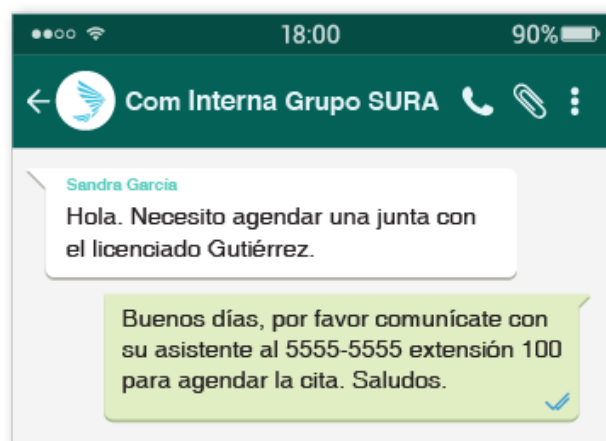 18:00
90%
Com Interna Grupo SURA
Sandra García
Hola. Necesito agendar una junta con
el licenciado Gutiérrez.
Buenos días, por favor comunícate con
su asistente al 5555-5555 extensión 100
para agendar la cita. Saludos.